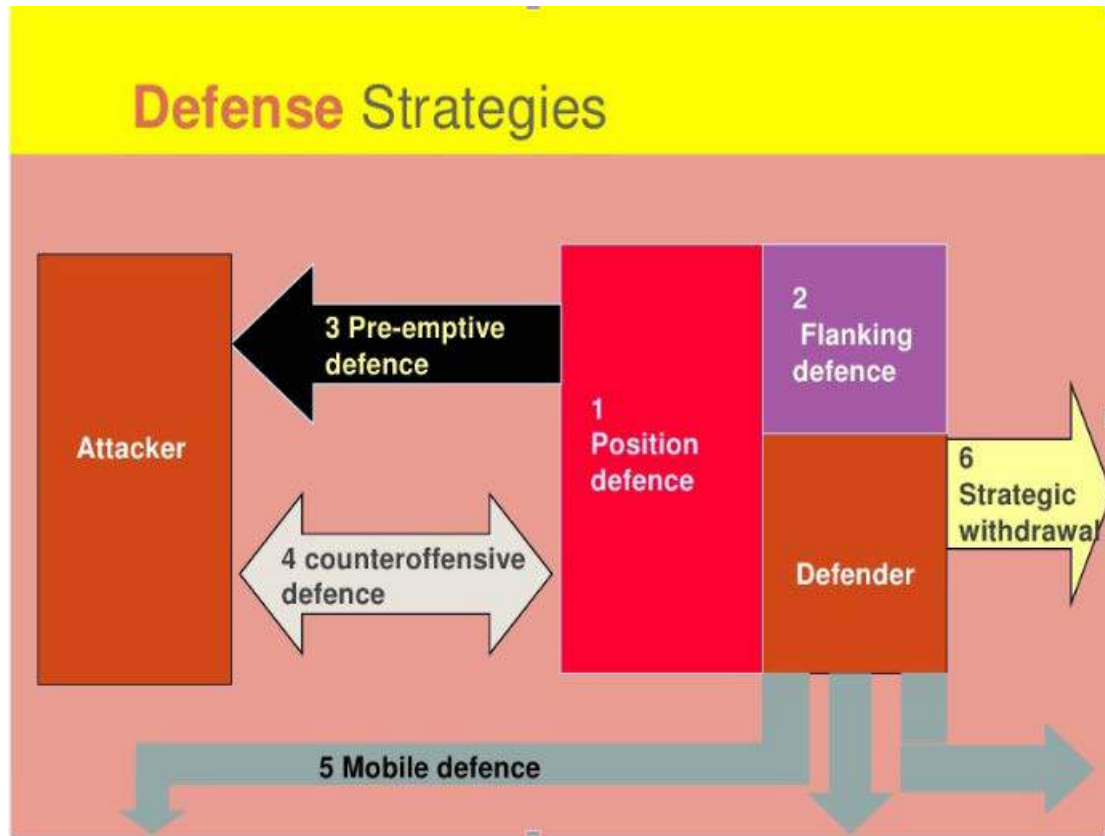 Defense Strategies
Attacker
3 Pre-emptive
defence
4 counteroffensive
defence
1
Position
defence
2
Flanking
defence
Defender
6
Strategic
withdrawal
5 Mobile defence